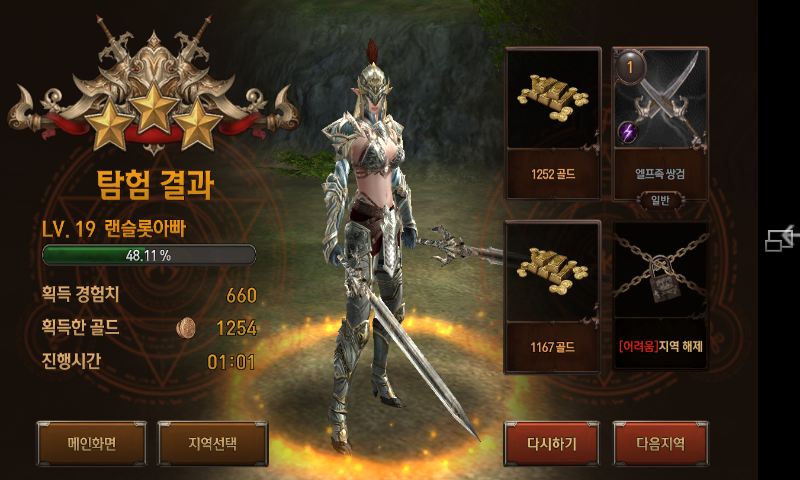 탐험 결과
LV. 19 랜슬롯아빠
48.11 %
획득 경험치 660
획득한 골드 1254
진행시간 01:01
메인화면
지역선택
1252 골드
1
엘프족 쌍검
일반
1167 골드
[어려움]지역 해제
다시하기
다음지역